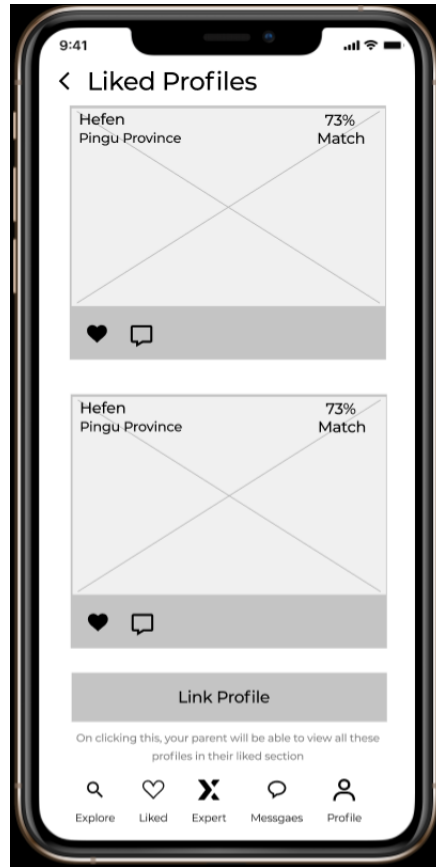 9:41
Liked Profiles
Hefen
Pingu Province
73%
Match
Hefen
Pingu Province
73%
Match
Link Profile
On clicking this, your parent will be able to view all these
profiles in their liked section
Explore
Liked
Expert
Messgaes
Profile